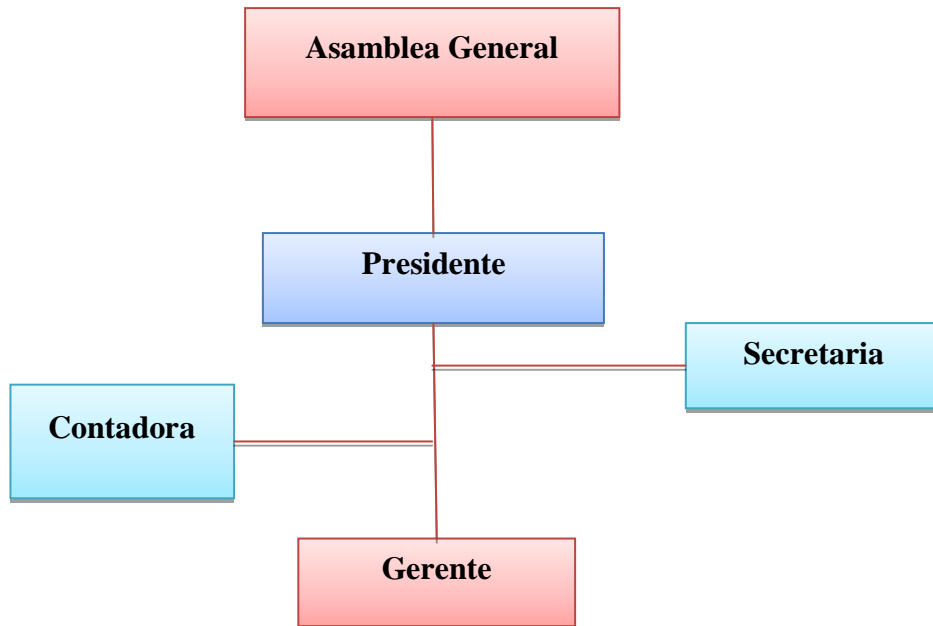 Asamblea General
Presidente
Secretaria
Contadora
Gerente